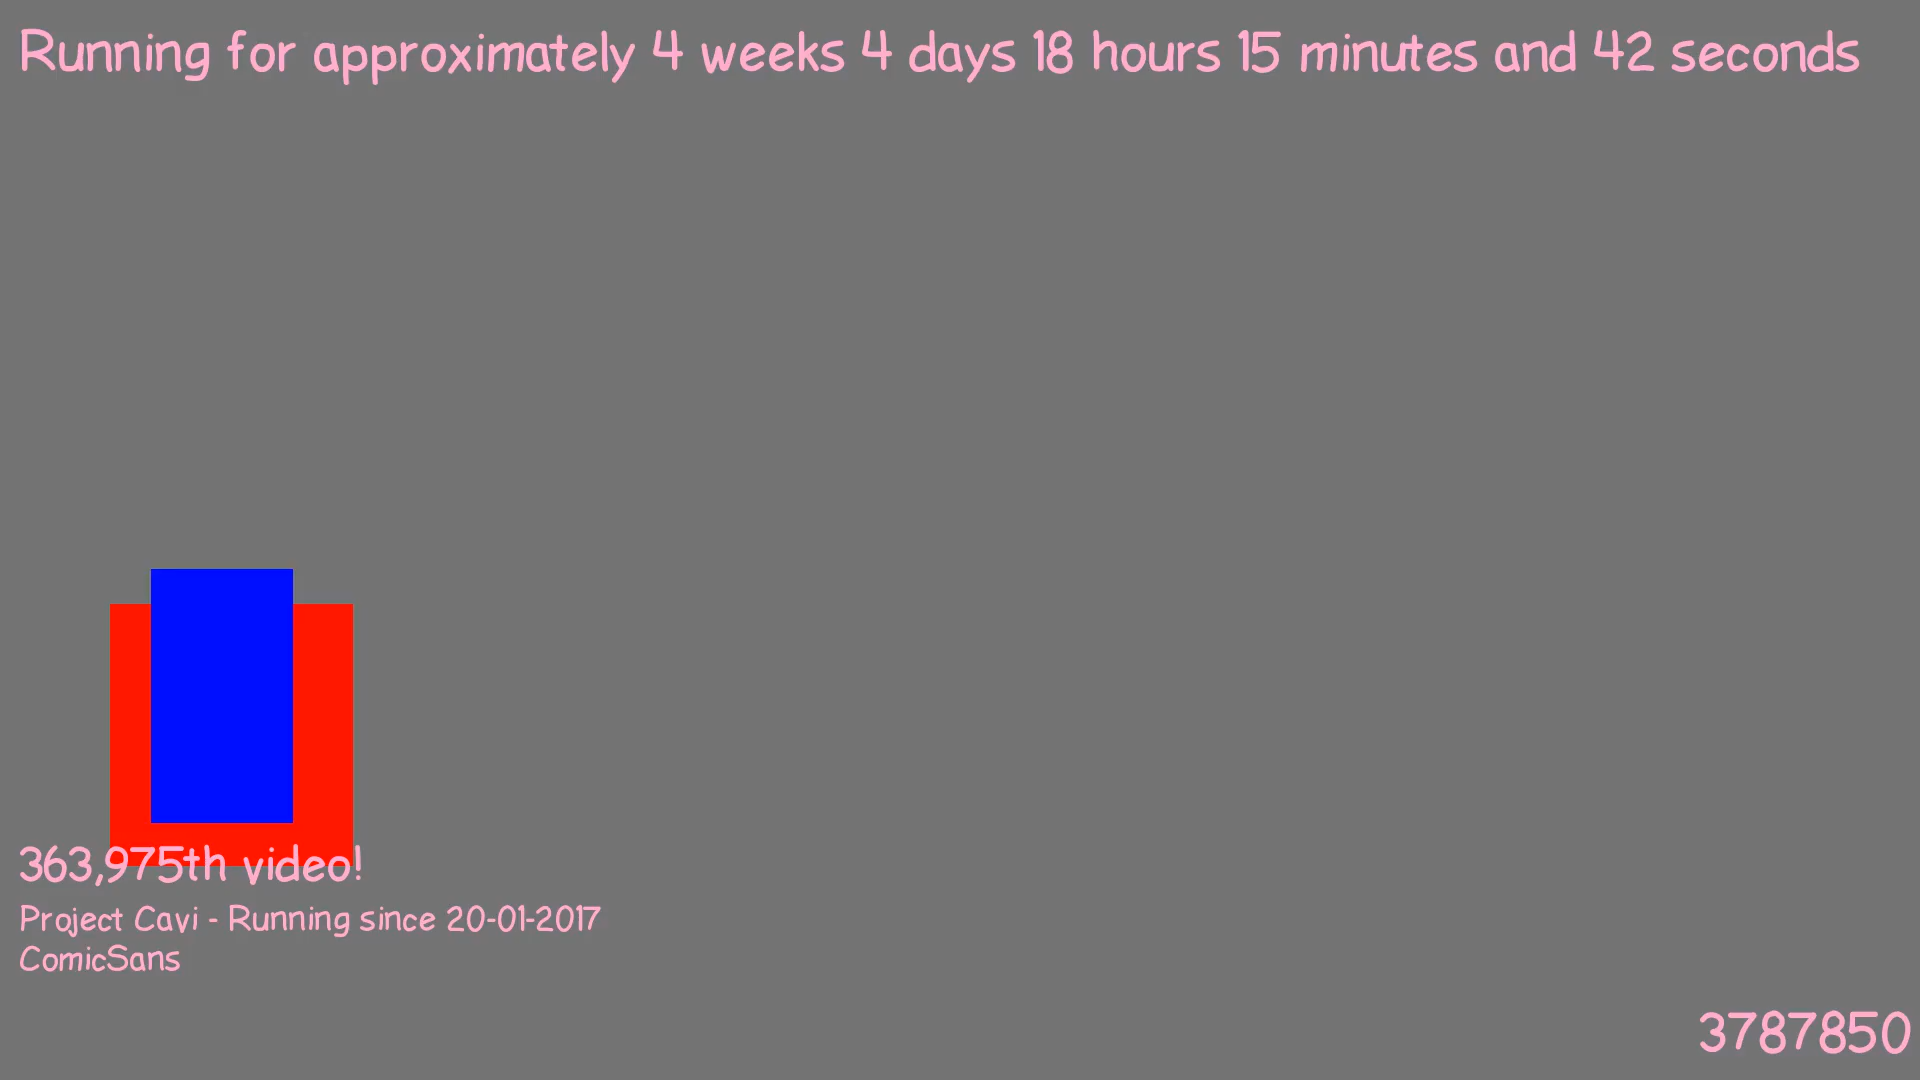 Running for approximately 4 weeks 4 days 18 hours 15 minutes and 42 seconds
363,975th video!
Project Cavi - Running since 20-01-2017
ComicSans
3787850